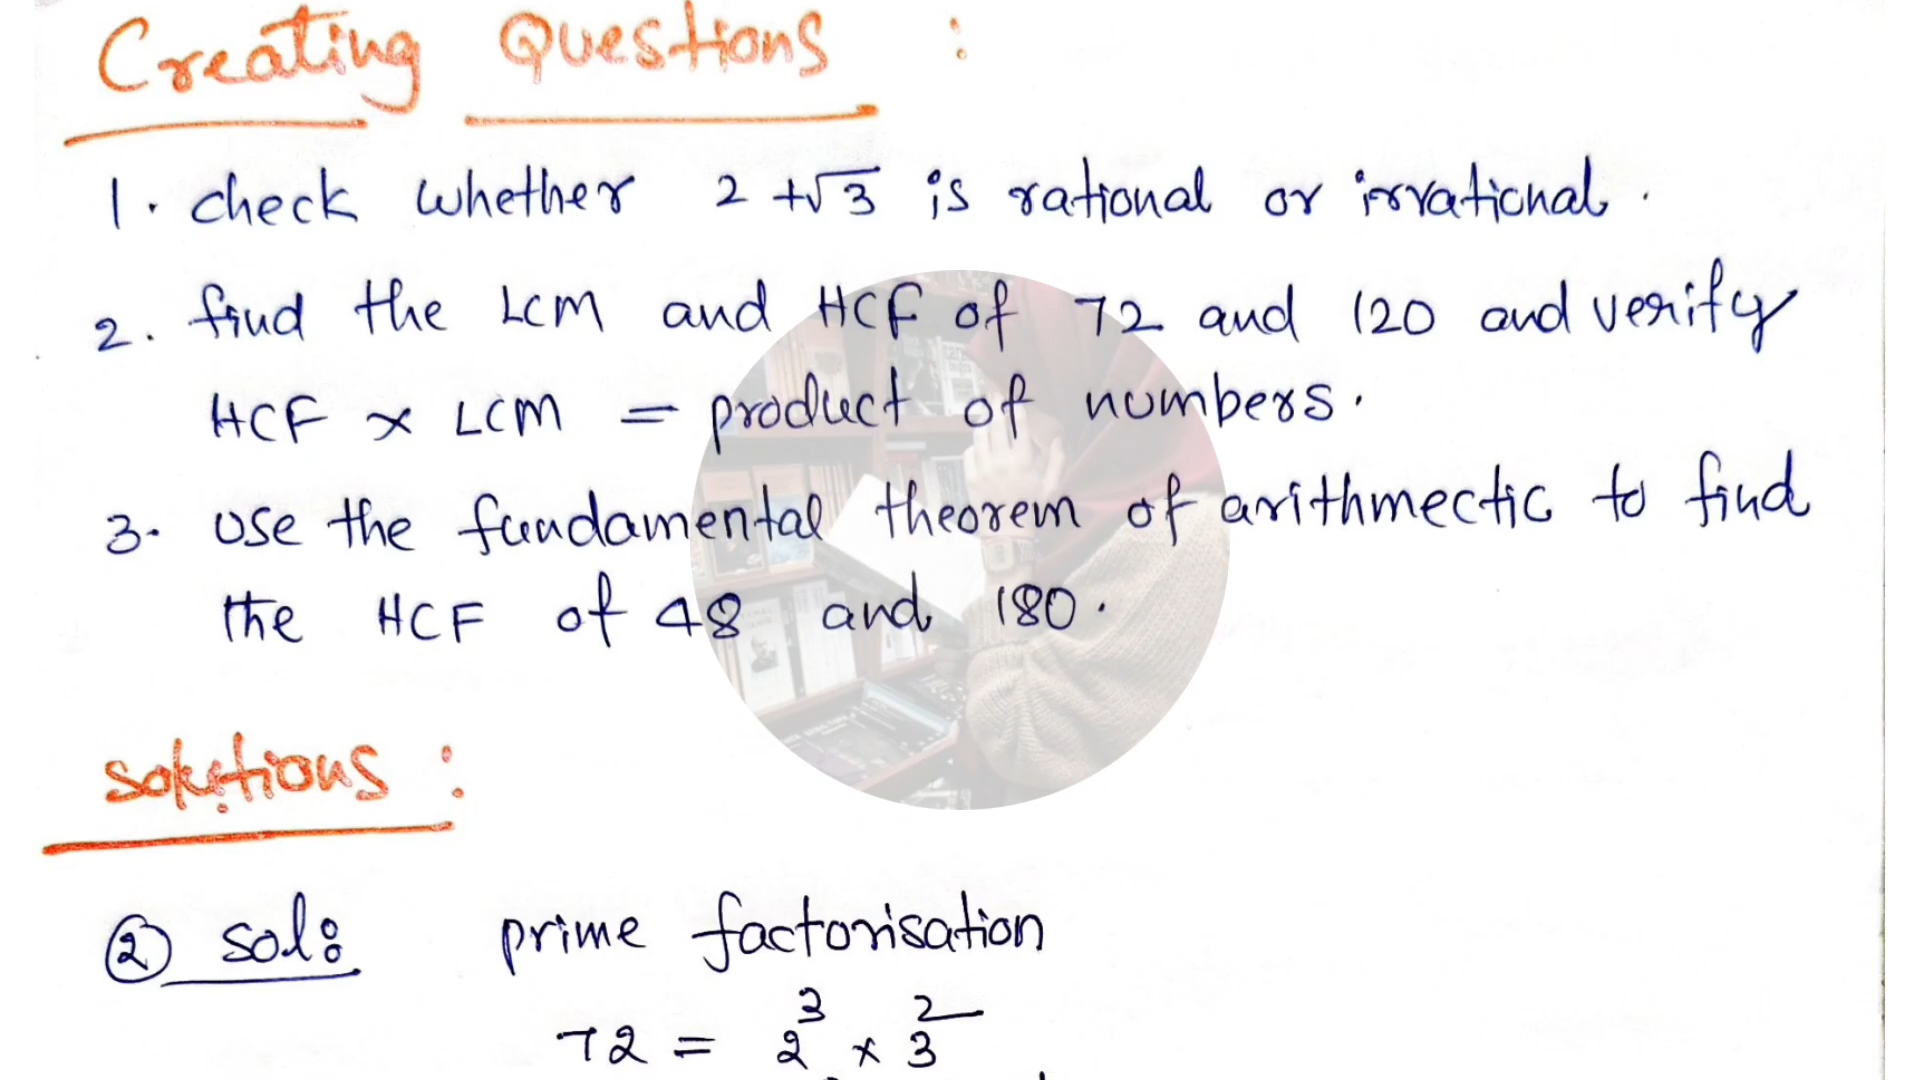 Creating Questions :
1. check whether 2 + √3 is rational or irrational.
2. find the LCM and HCF of 72 and 120 and verify
HCF × LCM = product of numbers.
3. use the fundamental theorem of arithmectic to find
the HCF of 48 and 180.
solutions :
② sol: prime factorisation
72 = 2³ × 3²